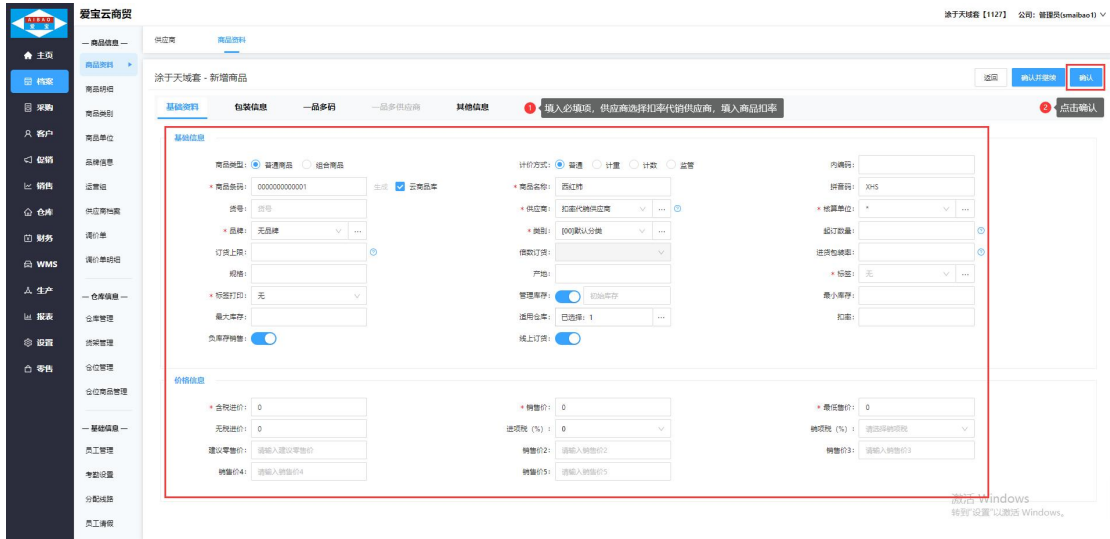 AIBAO
爱宝云商贸
涂于天域套【1127】 公司：管理员(smaibao1)
— 商品信息 —
供应商 商品资料
主页
商品资料
档案
商品明细
涂于天域套 - 新增商品
返回 确认并继续 确认
采购
商品类别
基础资料 包装信息 一品多码 一品多供应商 其他信息
1 填入必填项，供应商选择扣率代销供应商，填入商品扣率
2 点击确认
客户
商品单位
基础信息
促销
品牌信息
商品类型： 普通商品 组合商品
计价方式： 普通 计重 计数 监管
内编码：
销售
运营组
* 商品条码： 0000000000001 生成 云商品库
* 商品名称： 西红柿
拼音码： XHS
仓库
供应商档案
货号： 货号
* 供应商： 扣率代销供应商 ...
* 核算单位： * ...
财务
调价单
* 品牌： 无品牌 ...
* 类别： [00]默认分类 ...
起订数量：
WMS
调价单明细
订货上限：
倍数订货：
进货包装率：
生产
规格：
产地：
* 标签： 无 ...
— 仓库信息 —
* 标签打印： 无
管理库存： 初始库存
最小库存：
报表
仓库管理
最大库存：
适用仓库： 已选择：1 ...
扣率：
设置
货架管理
负库存销售：
线上订货：
零售
仓位管理
仓位商品管理
价格信息
* 含税进价： 0
* 销售价： 0
* 最低售价： 0
— 基础信息 —
无税进价： 0
进项税（%）： 0
销项税（%）： 请选择销项税
员工管理
建议零售价： 请输入建议零售价
销售价2： 请输入销售价2
销售价3： 请输入销售价3
考勤设置
销售价4： 请输入销售价4
销售价5： 请输入销售价5
分配线路
员工请假
激活 Windows
转到"设置"以激活 Windows。